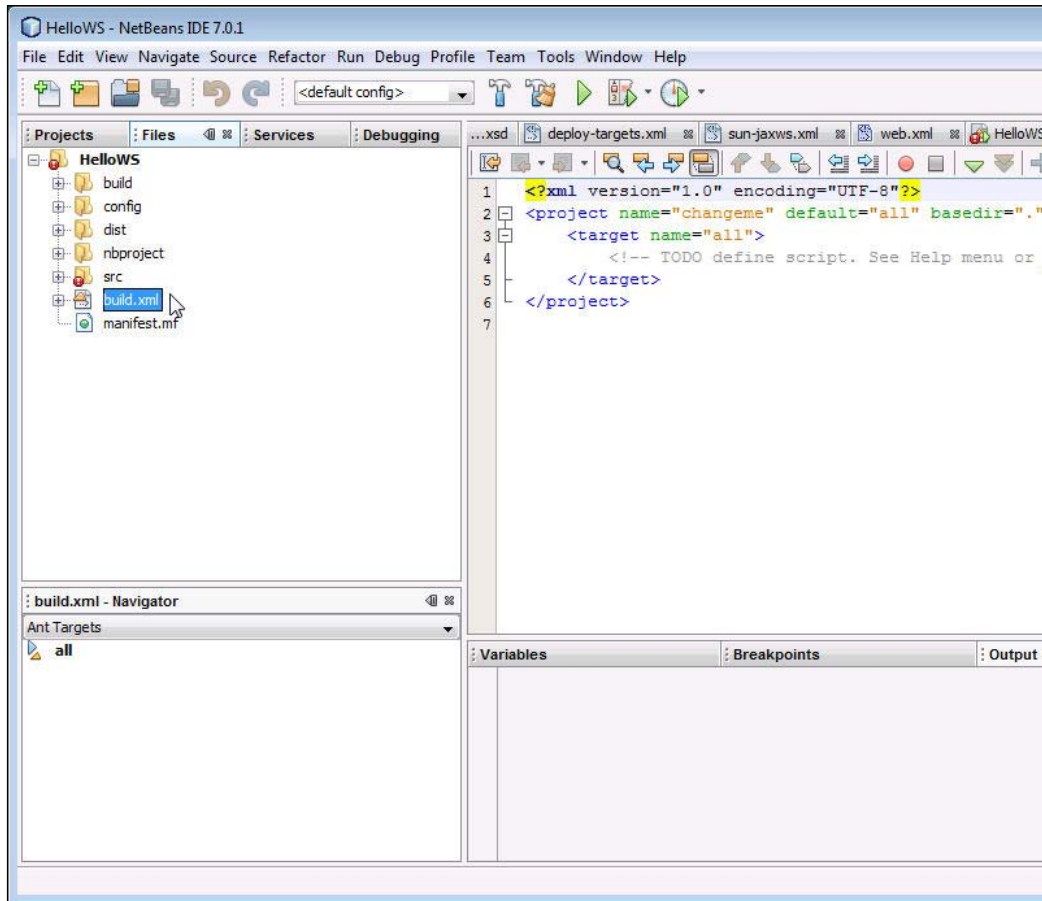 HelloWS - NetBeans IDE 7.0.1
File Edit View Navigate Source Refactor Run Debug Profile Team Tools Window Help
<default config>
Projects Files Services Debugging
...xsd deploy-targets.xml sun-jaxws.xml web.xml HelloWS
HelloWS
build
config
dist
nbproject
src
build.xml
manifest.mf
1 <?xml version="1.0" encoding="UTF-8"?>
2 <project name="changeme" default="all" basedir="."
3 <target name="all">
4 <!-- TODO define script. See Help menu or
5 </target>
6 </project>
7
build.xml - Navigator
Ant Targets
all
Variables Breakpoints Output